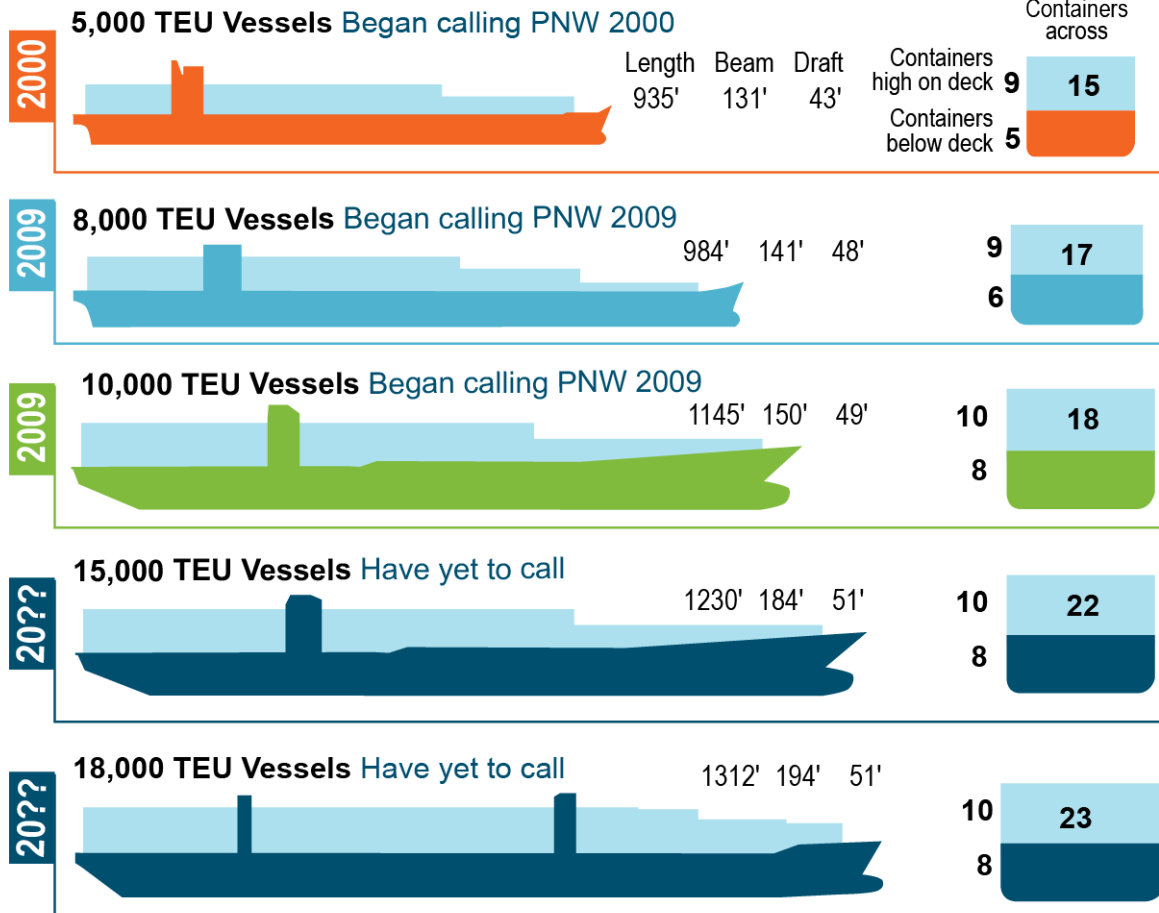 5,000 TEU Vessels Began calling PNW 2000
2000
Length Beam Draft
935' 131' 43'
Containers
across
Containers
high on deck 9
15
Containers
below deck 5
8,000 TEU Vessels Began calling PNW 2009
2009
984' 141' 48'
9
17
6
10,000 TEU Vessels Began calling PNW 2009
2009
1145' 150' 49'
10
18
8
15,000 TEU Vessels Have yet to call
20??
1230' 184' 51'
10
22
8
18,000 TEU Vessels Have yet to call
20??
1312' 194' 51'
10
23
8